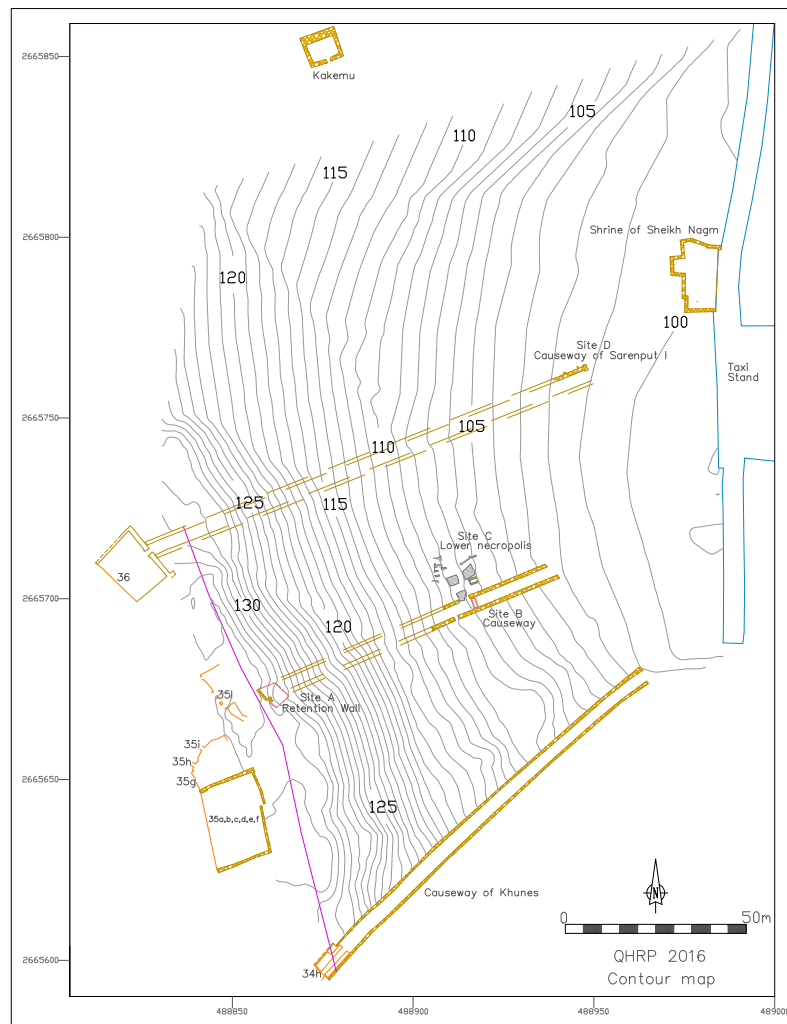 2665850
Kakemu
105
110
115
2665800
Shrine of Sheikh Nagm
120
100
Site D
Causeway of Sarenput I
Taxi
Stand
2665750
105
110
125
115
Site C
Lower necropolis
36
2665700
130
120
Site B
Causeway
35l
Site A
Retention Wall
35i
35h
35g
125
35a,b,c,d,e,f
2665650
Causeway of Khunes
N
0
50m
QHRP 2016
Contour map
2665600
34h
488850
488900
488950
488900